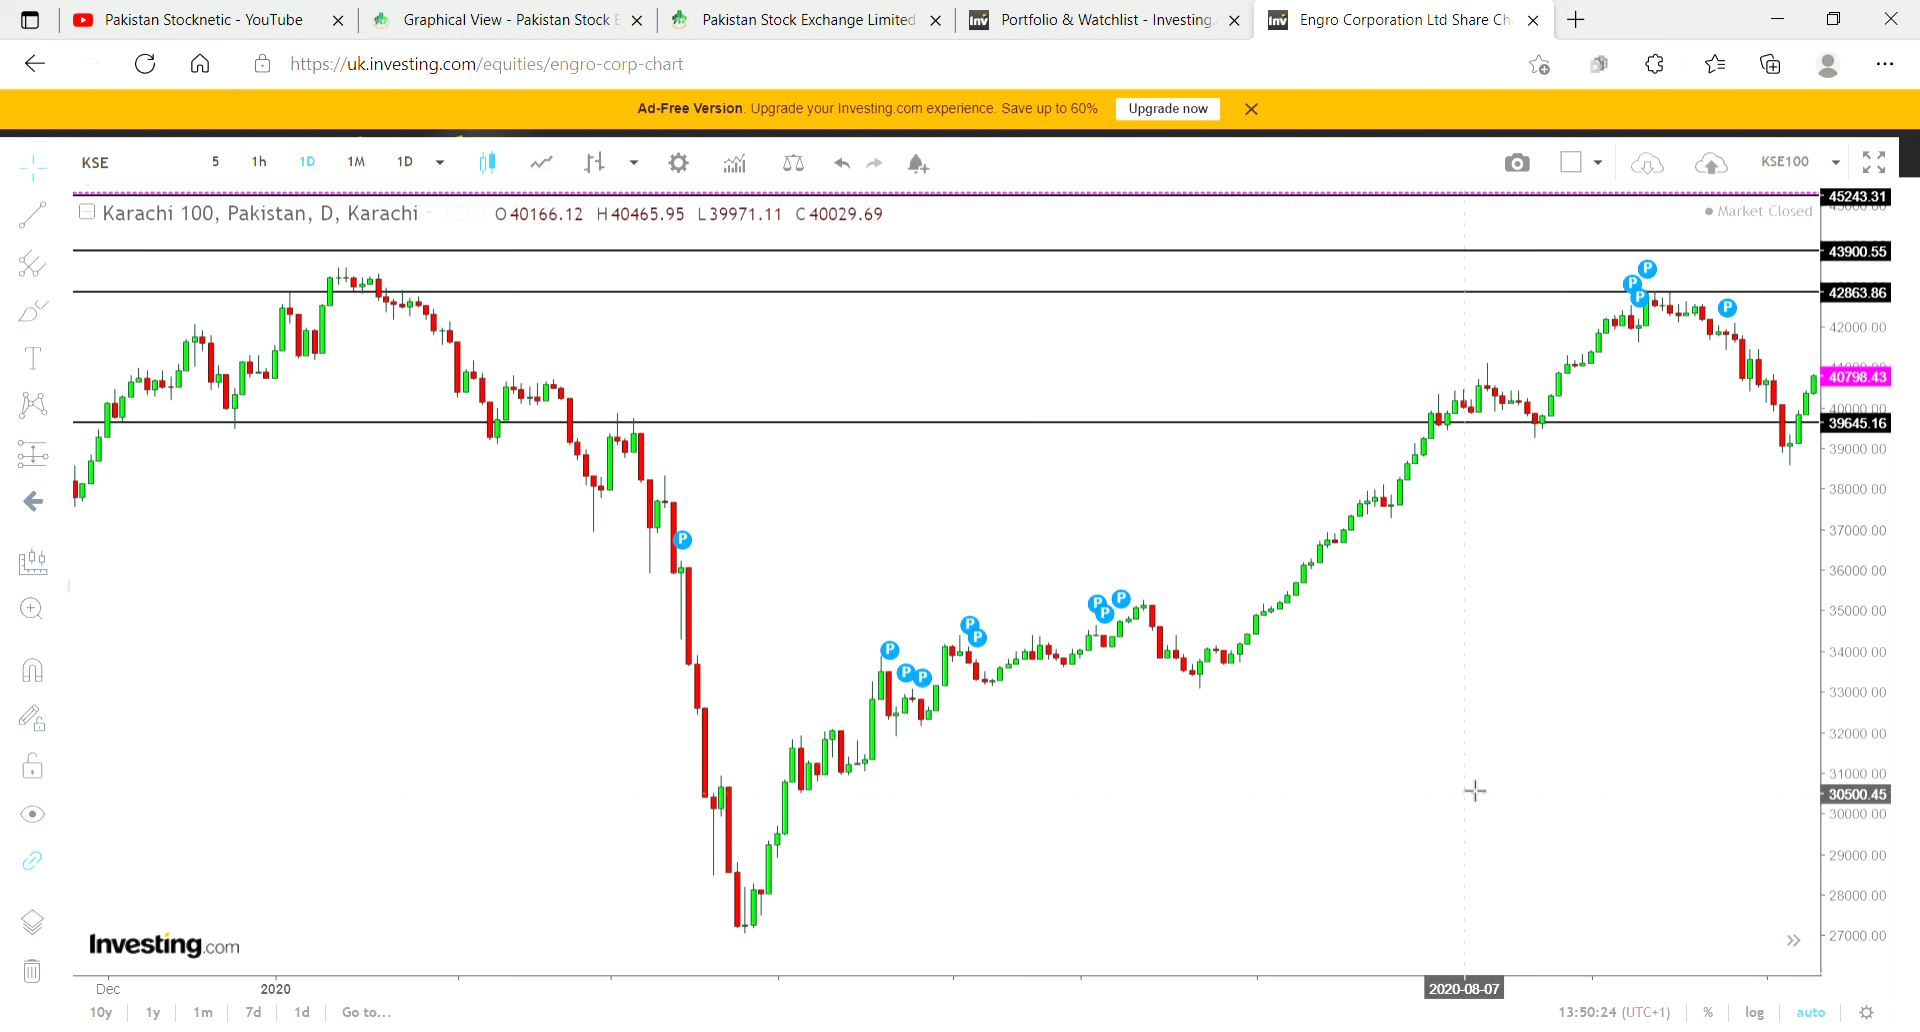 Pakistan Stocknetic - YouTube
Graphical View - Pakistan Stock E
Pakistan Stock Exchange Limited
Inv Portfolio & Watchlist - Investing.
Inv Engro Corporation Ltd Share Ch
https://uk.investing.com/equities/engro-corp-chart
Ad-Free Version. Upgrade your Investing.com experience. Save up to 60% Upgrade now
KSE 5 1h 1D 1M 1D KSE100
Karachi 100, Pakistan, D, Karachi O 40166.12 H 40465.95 L 39971.11 C 40029.69
Market Closed
45243.31
43900.55
42863.86
42000.00
40798.43
40000.00
39645.16
39000.00
38000.00
37000.00
36000.00
35000.00
34000.00
33000.00
32000.00
31000.00
30500.45
30000.00
29000.00
28000.00
27000.00
P
P
P
P
P
P
P
P
P
P
P
P
P
P
T
Investing.com
Dec 2020 2020-08-07
10y 1y 1m 7d 1d Go to... 13:50:24 (UTC+1) % log auto